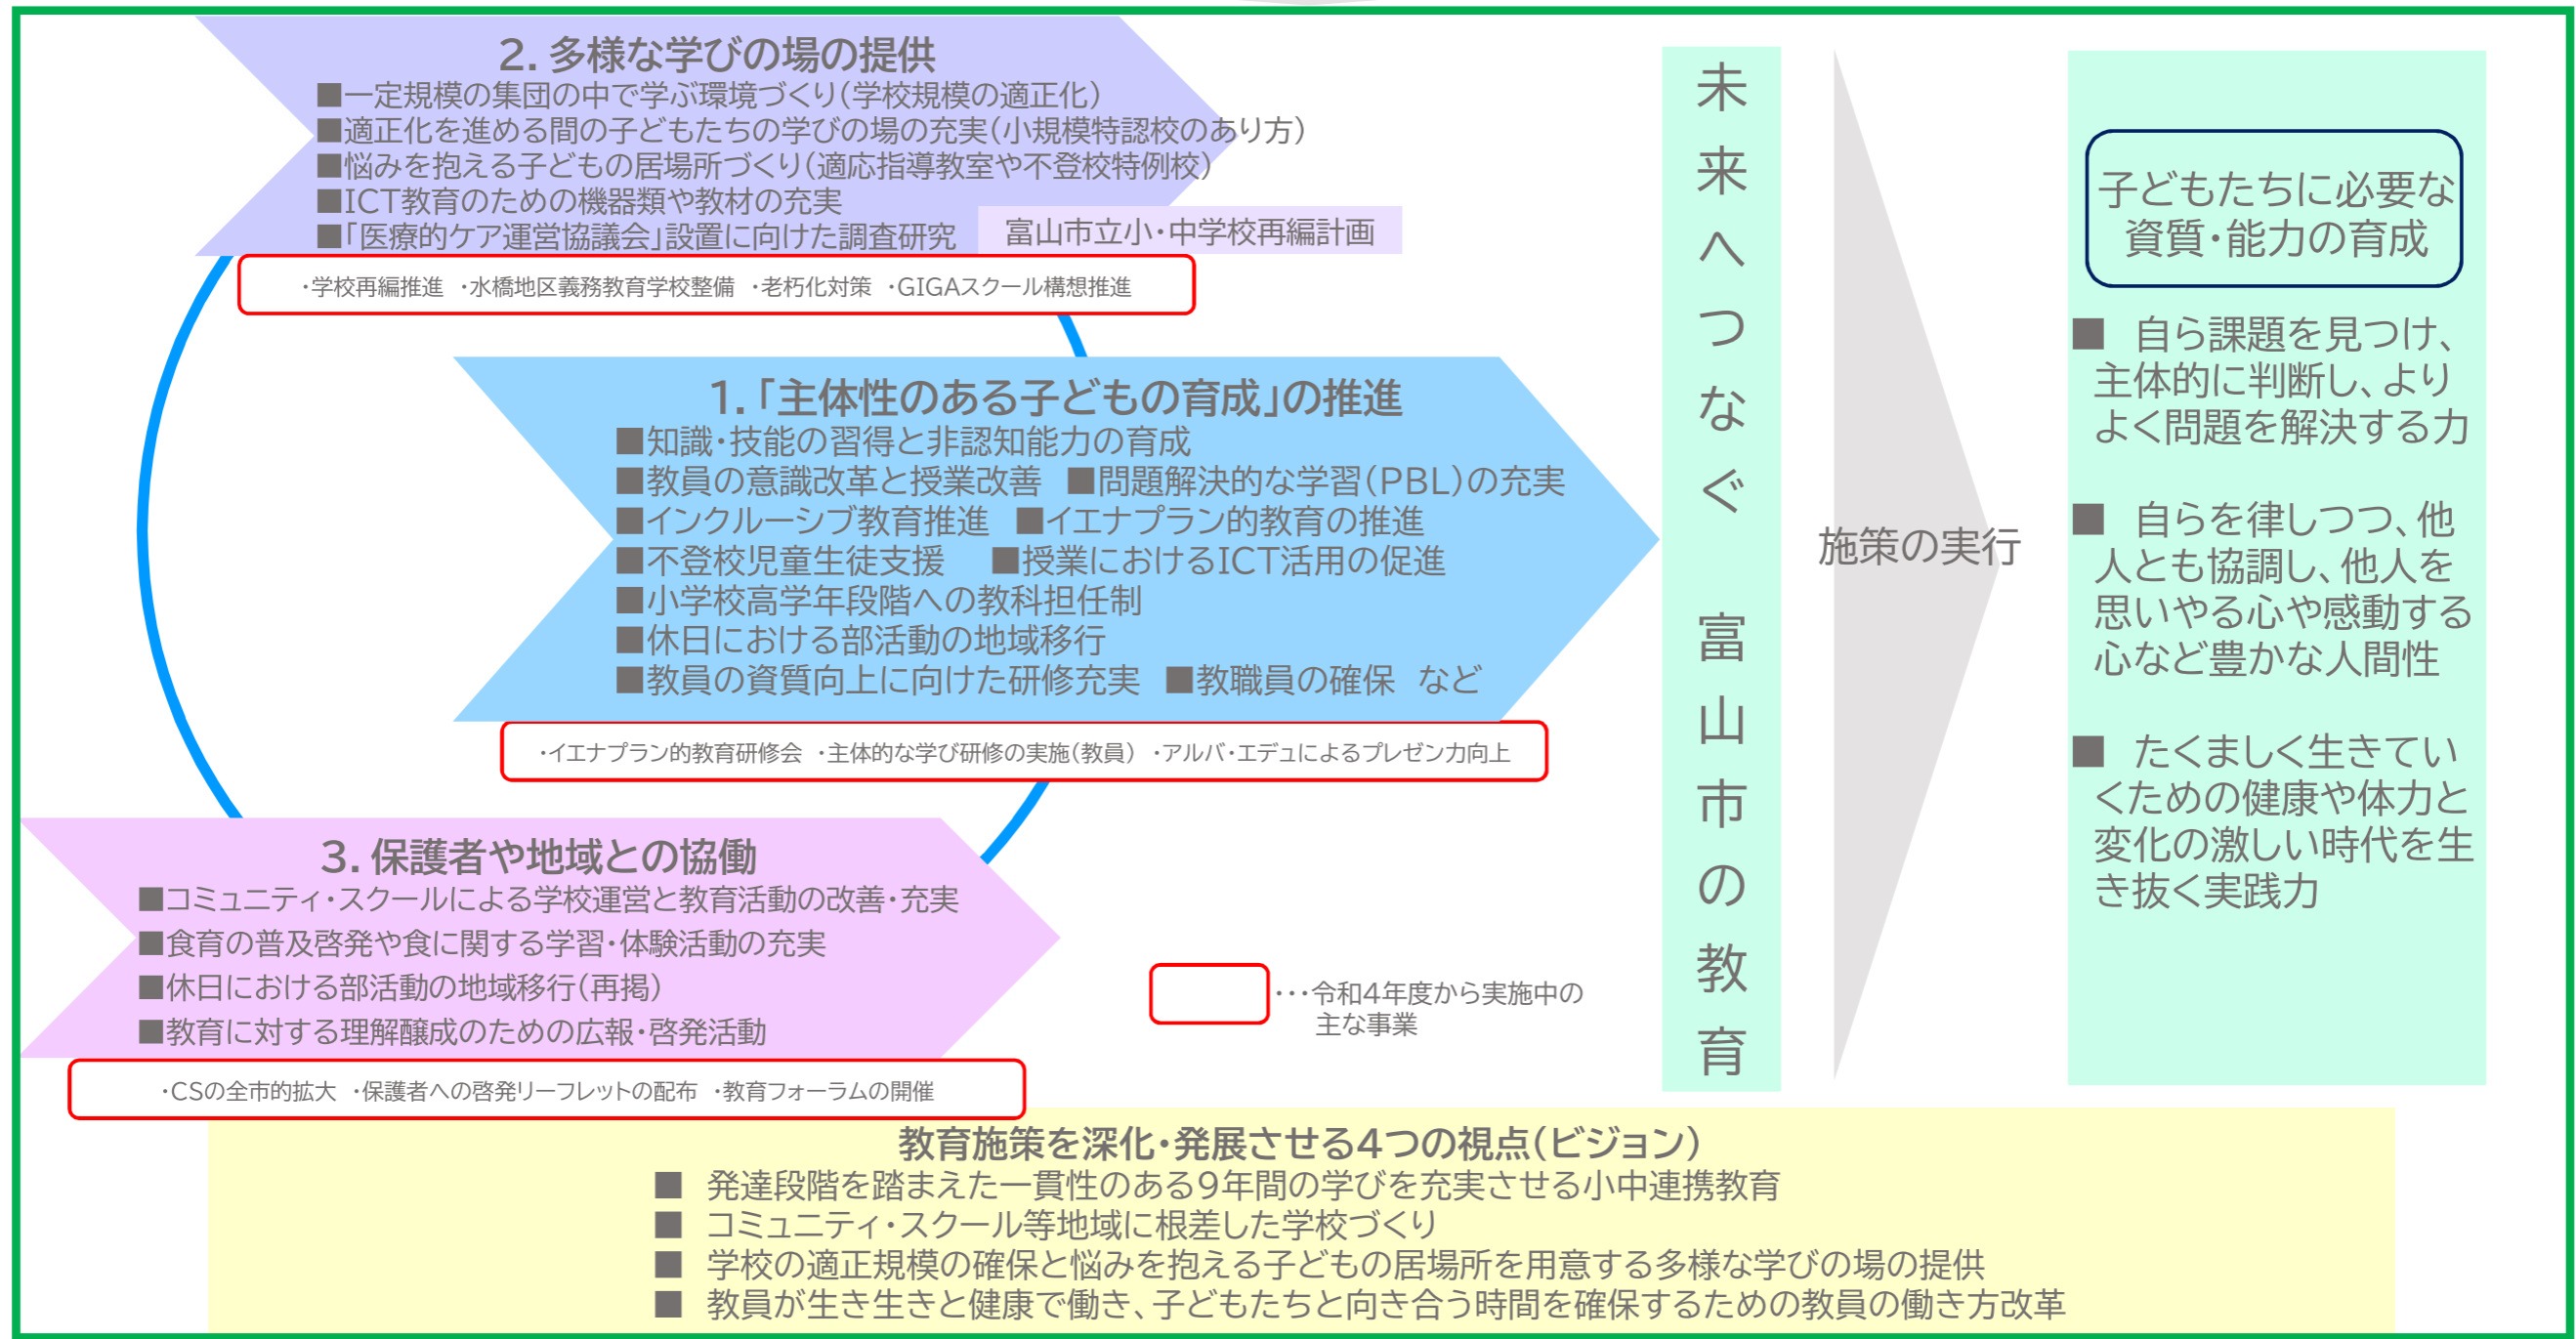 2．多様な学びの場の提供
■一定規模の集団の中で学ぶ環境づくり（学校規模の適正化）
■適正化を進める間の子どもたちの学びの場の充実（小規模特認校のあり方）
■悩みを抱える子どもの居場所づくり（適応指導教室や不登校特例校）
■ICT教育のための機器類や教材の充実
■「医療的ケア運営協議会」設置に向けた調査研究
富山市立小・中学校再編計画
・学校再編推進 ・水橋地区義務教育学校整備 ・老朽化対策 ・GIGAスクール構想推進
1．「主体性のある子どもの育成」の推進
■知識・技能の習得と非認知能力の育成
■教員の意識改革と授業改善 ■問題解決的な学習（PBL）の充実
■インクルーシブ教育推進 ■イエナプラン的教育の推進
■不登校児童生徒支援 ■授業におけるICT活用の促進
■小学校高学年段階への教科担任制
■休日における部活動の地域移行
■教員の資質向上に向けた研修充実 ■教職員の確保 など
・イエナプラン的教育研修会 ・主体的な学び研修の実施（教員） ・アルバ・エデュによるプレゼン力向上
3．保護者や地域との協働
■コミュニティ・スクールによる学校運営と教育活動の改善・充実
■食育の普及啓発や食に関する学習・体験活動の充実
■休日における部活動の地域移行（再掲）
■教育に対する理解醸成のための広報・啓発活動
・CSの全市的拡大 ・保護者への啓発リーフレットの配布 ・教育フォーラムの開催
・・・令和4年度から実施中の
主な事業
未来へつなぐ 富山市の教育
施策の実行
子どもたちに必要な
資質・能力の育成
■ 自ら課題を見つけ、
主体的に判断し、より
よく問題を解決する力
■ 自らを律しつつ、他
人とも協調し、他人を
思いやる心や感動する
心など豊かな人間性
■ たくましく生きてい
くための健康や体力と
変化の激しい時代を生
き抜く実践力
教育施策を深化・発展させる4つの視点（ビジョン）
■ 発達段階を踏まえた一貫性のある9年間の学びを充実させる小中連携教育
■ コミュニティ・スクール等地域に根差した学校づくり
■ 学校の適正規模の確保と悩みを抱える子どもの居場所を用意する多様な学びの場の提供
■ 教員が生き生きと健康で働き、子どもたちと向き合う時間を確保するための教員の働き方改革